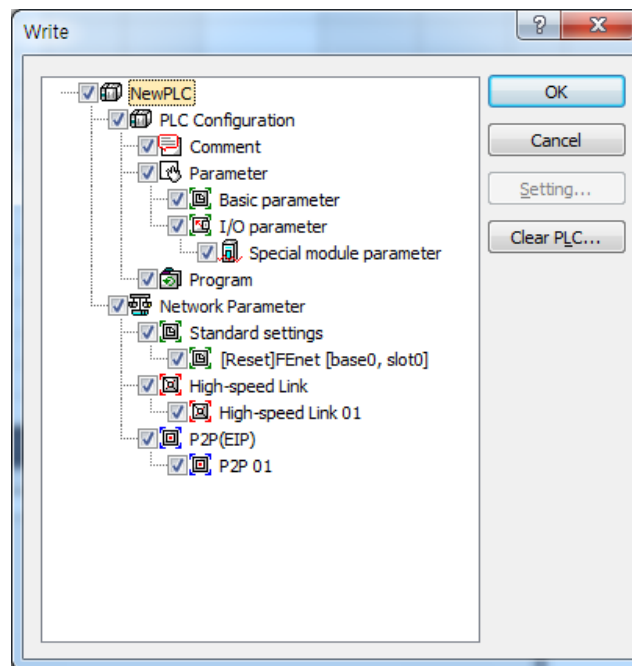 Write
?
X
NewPLC
OK
PLC Configuration
Comment
Cancel
Parameter
Basic parameter
Setting...
I/O parameter
Clear PLC...
Special module parameter
Program
Network Parameter
Standard settings
[Reset]FEnet [base0, slot0]
High-speed Link
High-speed Link 01
P2P(EIP)
P2P 01